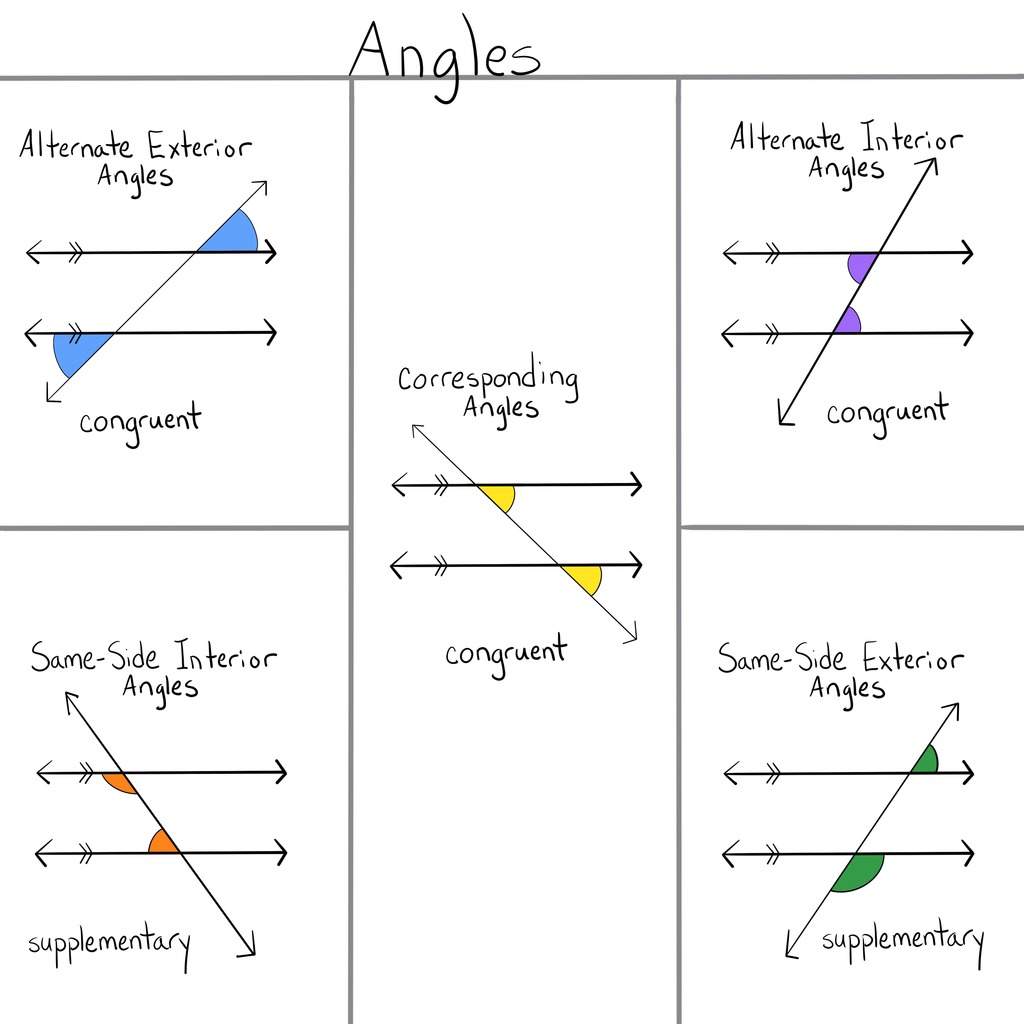 Angles
Alternate Exterior
Angles
congruent
Same-Side Interior
Angles
supplementary
Corresponding
Angles
congruent
Alternate Interior
Angles
congruent
Same-Side Exterior
Angles
supplementary